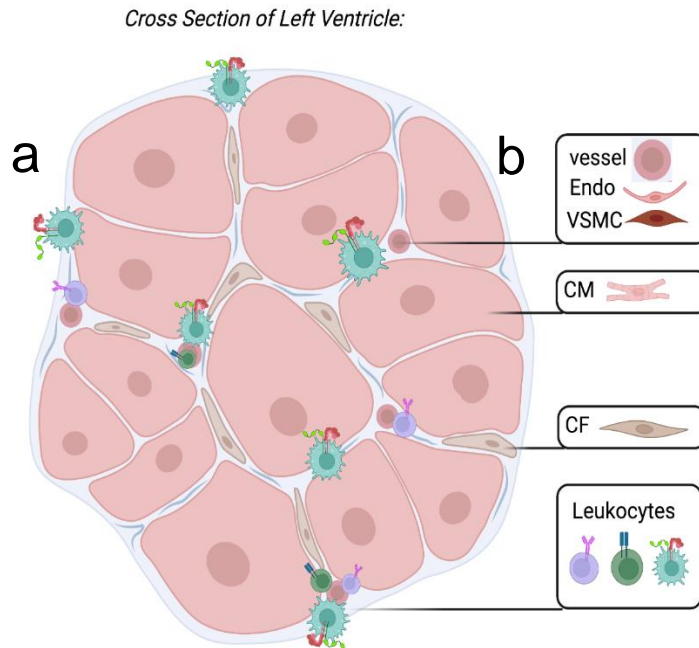 Cross Section of Left Ventricle:
a
b
vessel
Endo
VSMC
CM
CF
Leukocytes